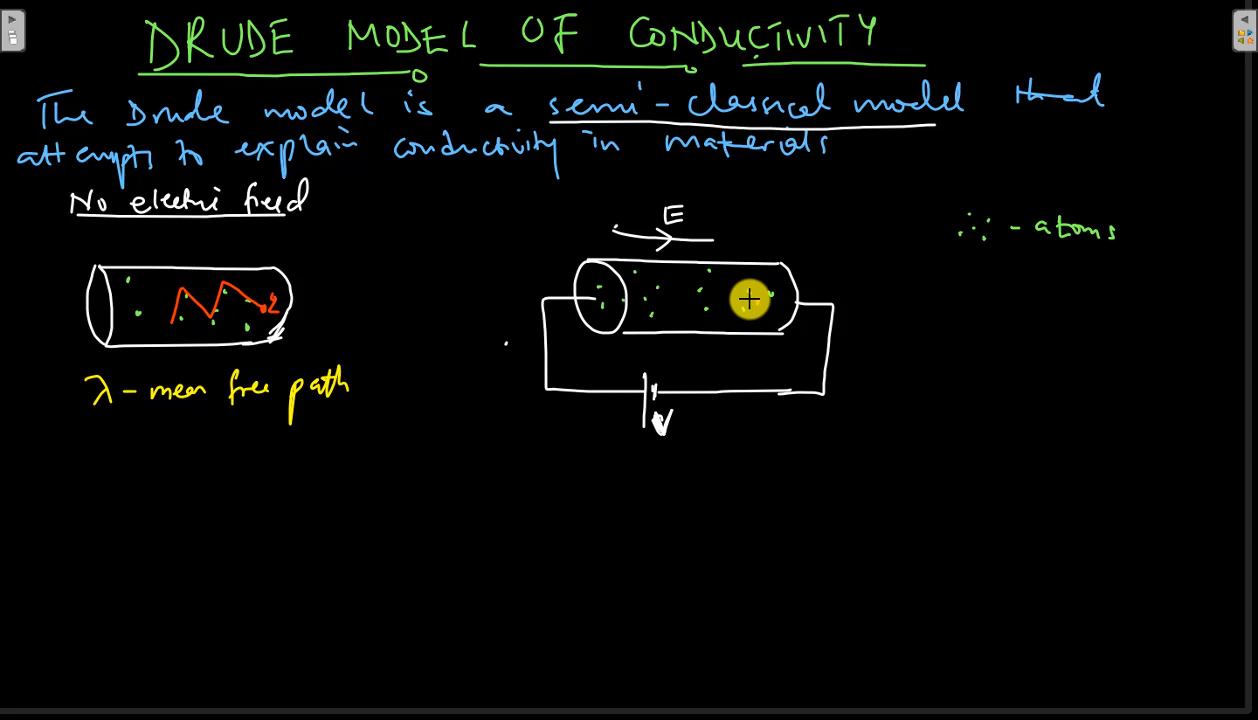 DRUDE MODEL OF CONDUCTIVITY
The Drude model is a semi-classical model that
attempts to explain conductivity in materials
No electric field
E
∴ - atoms
λ - mean free path
V